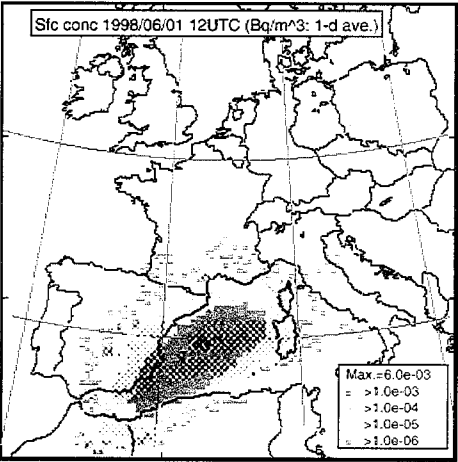 Sfc conc 1998/06/01 12UTC (Bq/m^3: 1-d ave.)
Max.=6.0e-03
>1.0e-03
>1.0e-04
>1.0e-05
>1.0e-06